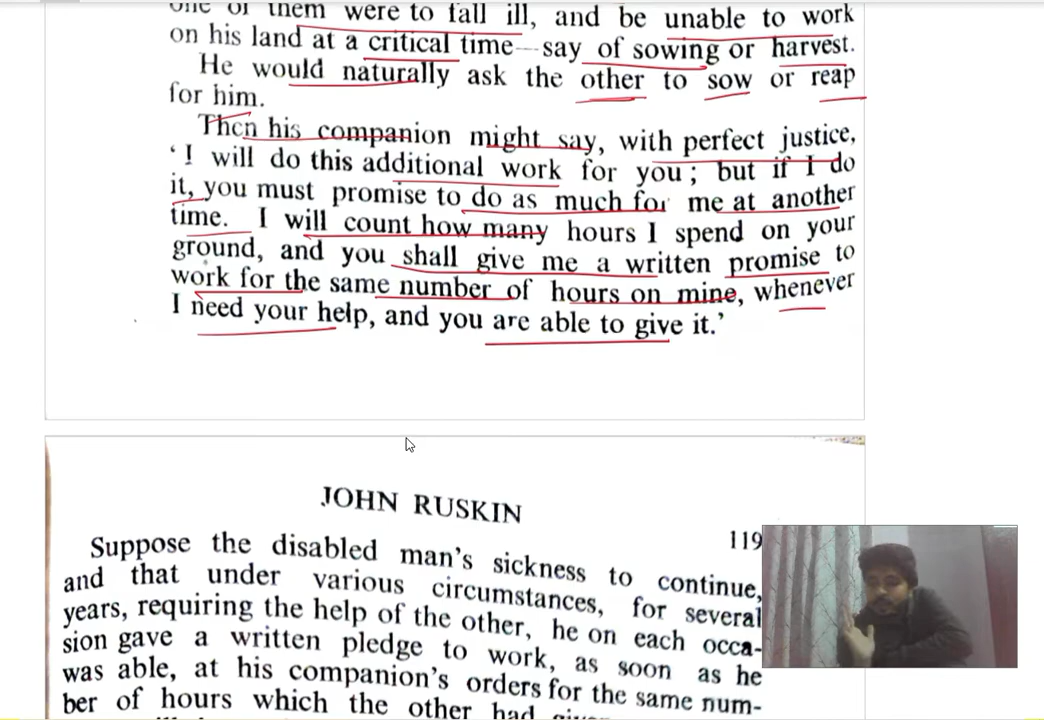 one of them were to fall ill, and be unable to work
on his land at a critical time—say of sowing or harvest.
He would naturally ask the other to sow or reap
for him.
Then his companion might say, with perfect justice,
‘I will do this additional work for you; but if I do
it, you must promise to do as much for me at another
time. I will count how many hours I spend on your
ground, and you shall give me a written promise to
work for the same number of hours on mine, whenever
I need your help, and you are able to give it.’
JOHN RUSKIN
119
Suppose the disabled man's sickness to continue,
and that under various circumstances, for several
years, requiring the help of the other, he on each occa-
sion gave a written pledge to work, as soon as he
was able, at his companion's orders for the same num-
ber of hours which the other had